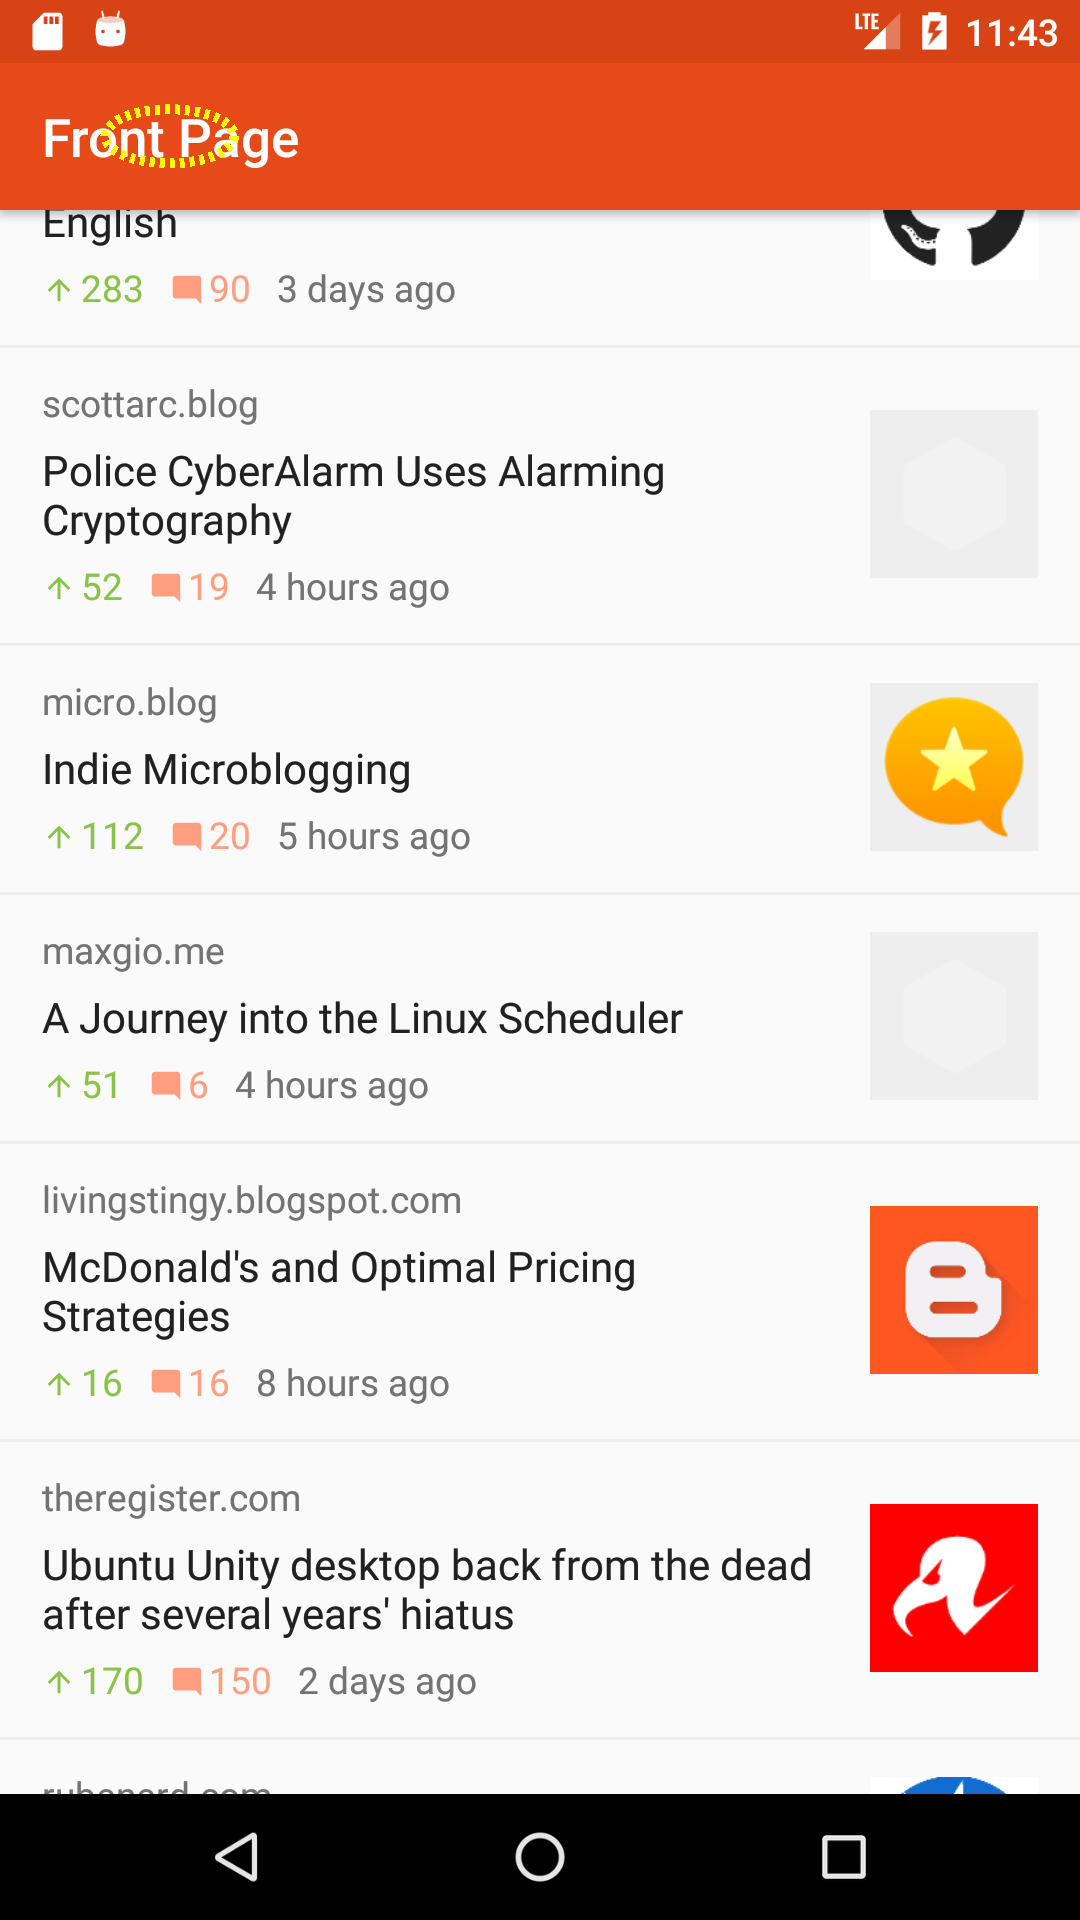 LTE 11:43
Front Page
English
283 90 3 days ago
scottarc.blog
Police CyberAlarm Uses Alarming
Cryptography
52 19 4 hours ago
micro.blog
Indie Microblogging
112 20 5 hours ago
maxgio.me
A Journey into the Linux Scheduler
51 6 4 hours ago
livingstingy.blogspot.com
McDonald's and Optimal Pricing
Strategies
16 16 8 hours ago
theregister.com
Ubuntu Unity desktop back from the dead
after several years' hiatus
170 150 2 days ago